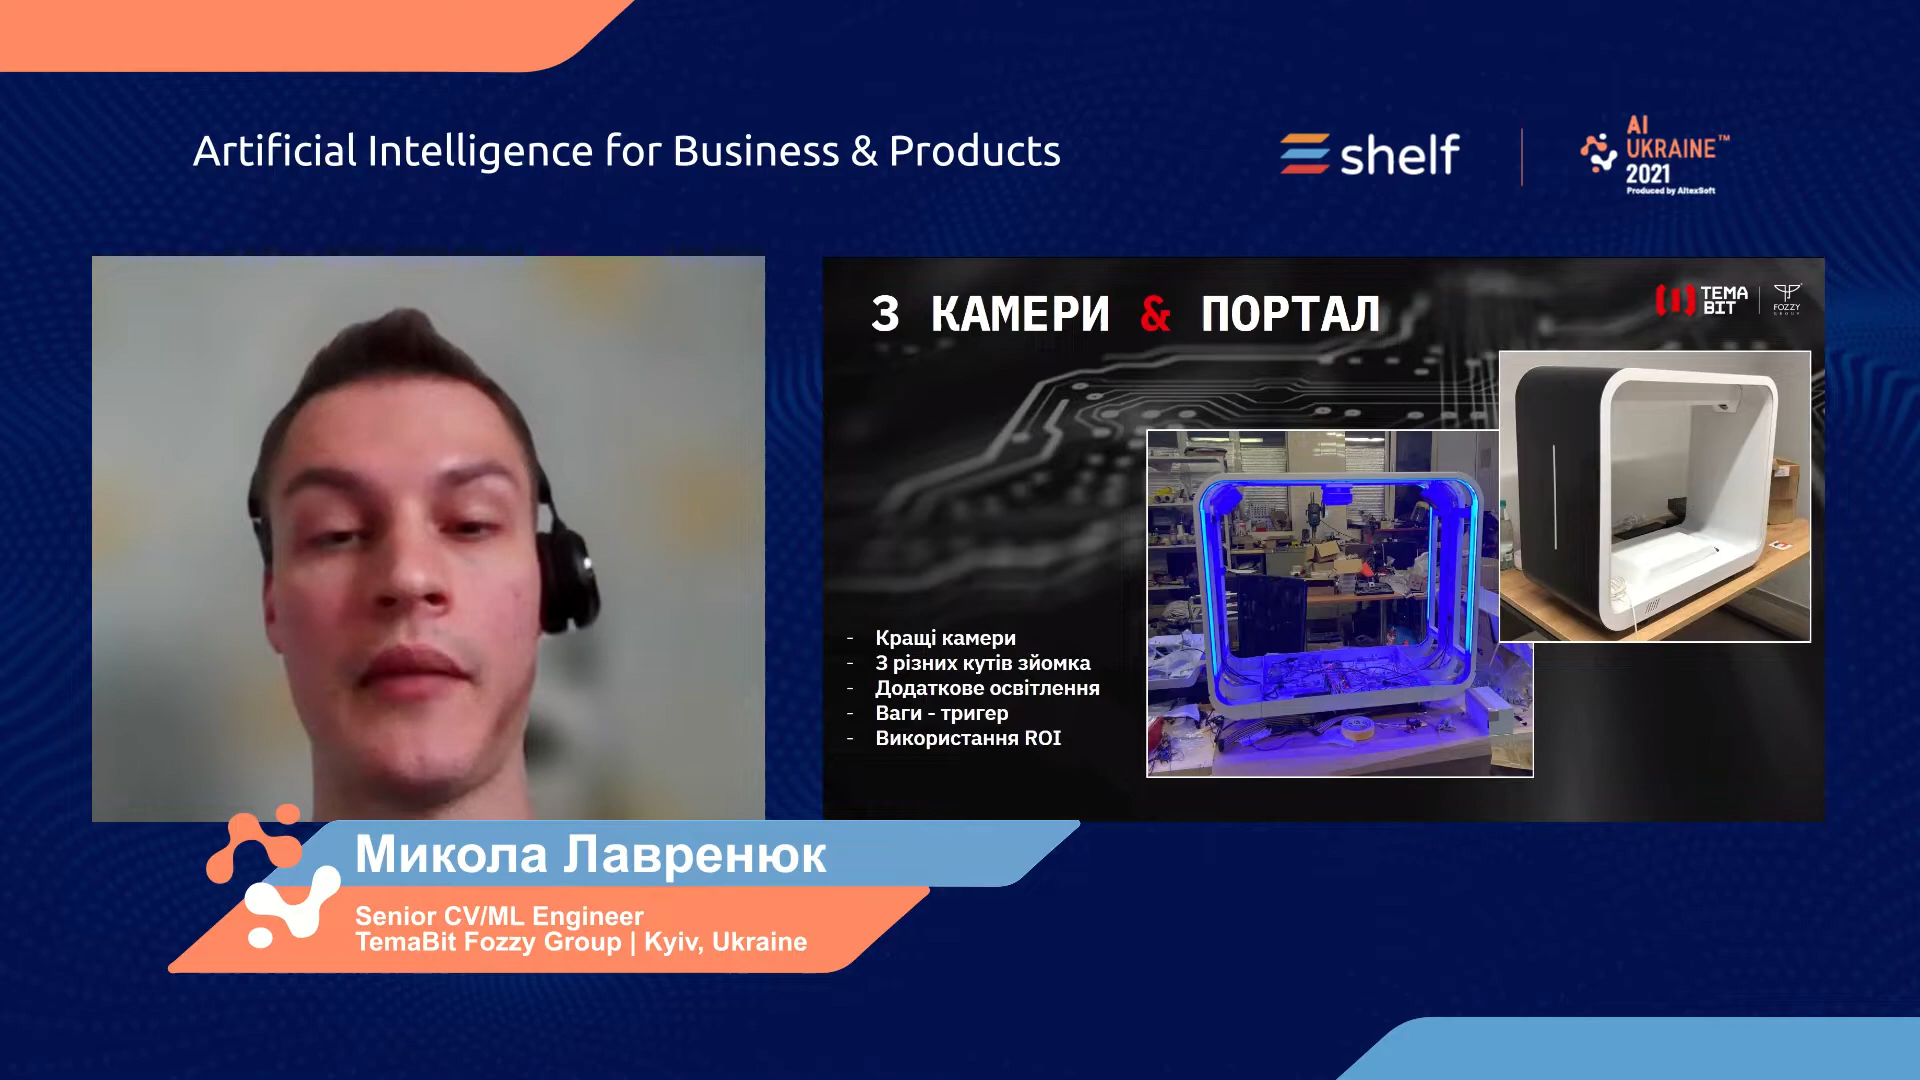 Artificial Intelligence for Business & Products
shelf
AI
UKRAINE™
2021
Produced by AltexSoft
3 КАМЕРИ & ПОРТАЛ
TEMA
BIT
FOZZY
GROUP
- Кращі камери
- З різних кутів зйомка
- Додаткове освітлення
- Ваги - тригер
- Використання ROI
Микола Лавренюк
Senior CV/ML Engineer
TemaBit Fozzy Group | Kyiv, Ukraine